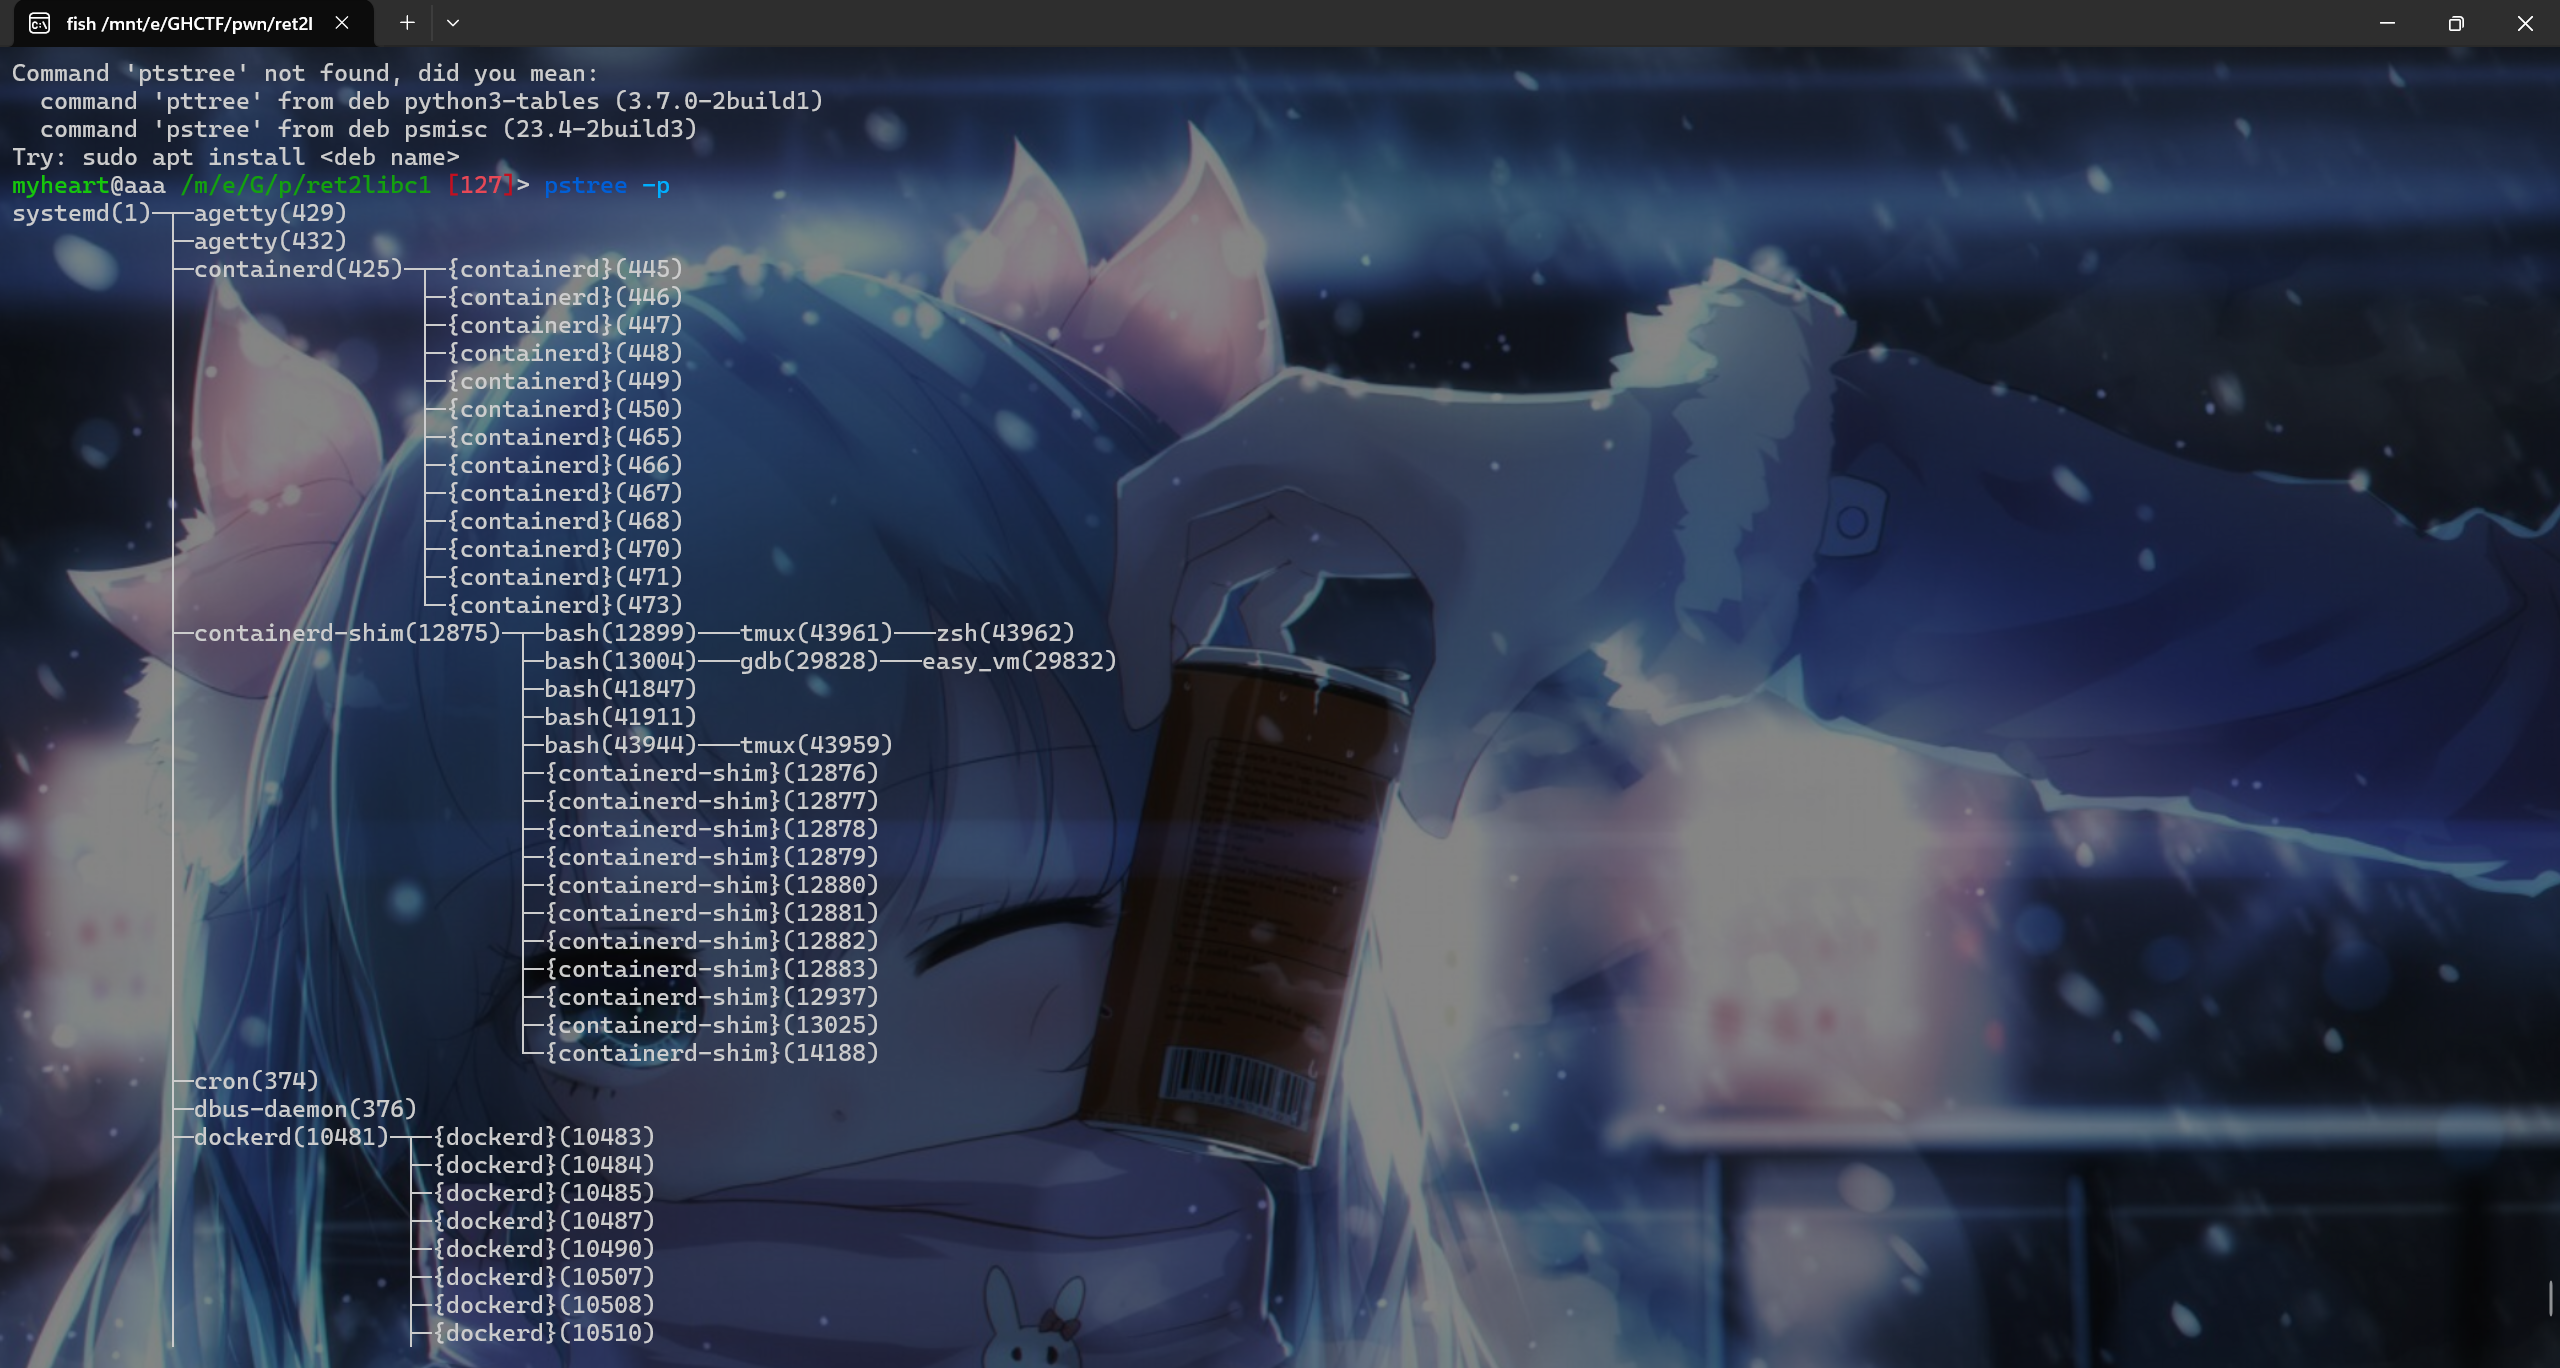 fish /mnt/e/GHCTF/pwn/ret2l
Command 'ptstree' not found, did you mean:
  command 'pttree' from deb python3-tables (3.7.0-2build1)
  command 'pstree' from deb psmisc (23.4-2build3)
Try: sudo apt install <deb name>
myheart@aaa /m/e/G/p/ret2libc1 [127]> pstree -p
systemd(1)─┬─agetty(429)
           ├─agetty(432)
           ├─containerd(425)─┬─{containerd}(445)
           │                 ├─{containerd}(446)
           │                 ├─{containerd}(447)
           │                 ├─{containerd}(448)
           │                 ├─{containerd}(449)
           │                 ├─{containerd}(450)
           │                 ├─{containerd}(465)
           │                 ├─{containerd}(466)
           │                 ├─{containerd}(467)
           │                 ├─{containerd}(468)
           │                 ├─{containerd}(470)
           │                 ├─{containerd}(471)
           │                 └─{containerd}(473)
           ├─containerd-shim(12875)─┬─bash(12899)───tmux(43961)───zsh(43962)
           │                        ├─bash(13004)───gdb(29828)───easy_vm(29832)
           │                        ├─bash(41847)
           │                        ├─bash(41911)
           │                        ├─bash(43944)───tmux(43959)
           │                        ├─{containerd-shim}(12876)
           │                        ├─{containerd-shim}(12877)
           │                        ├─{containerd-shim}(12878)
           │                        ├─{containerd-shim}(12879)
           │                        ├─{containerd-shim}(12880)
           │                        ├─{containerd-shim}(12881)
           │                        ├─{containerd-shim}(12882)
           │                        ├─{containerd-shim}(12883)
           │                        ├─{containerd-shim}(12937)
           │                        ├─{containerd-shim}(13025)
           │                        └─{containerd-shim}(14188)
           ├─cron(374)
           ├─dbus-daemon(376)
           ├─dockerd(10481)─┬─{dockerd}(10483)
           │                ├─{dockerd}(10484)
           │                ├─{dockerd}(10485)
           │                ├─{dockerd}(10487)
           │                ├─{dockerd}(10490)
           │                ├─{dockerd}(10507)
           │                ├─{dockerd}(10508)
           │                ├─{dockerd}(10510)